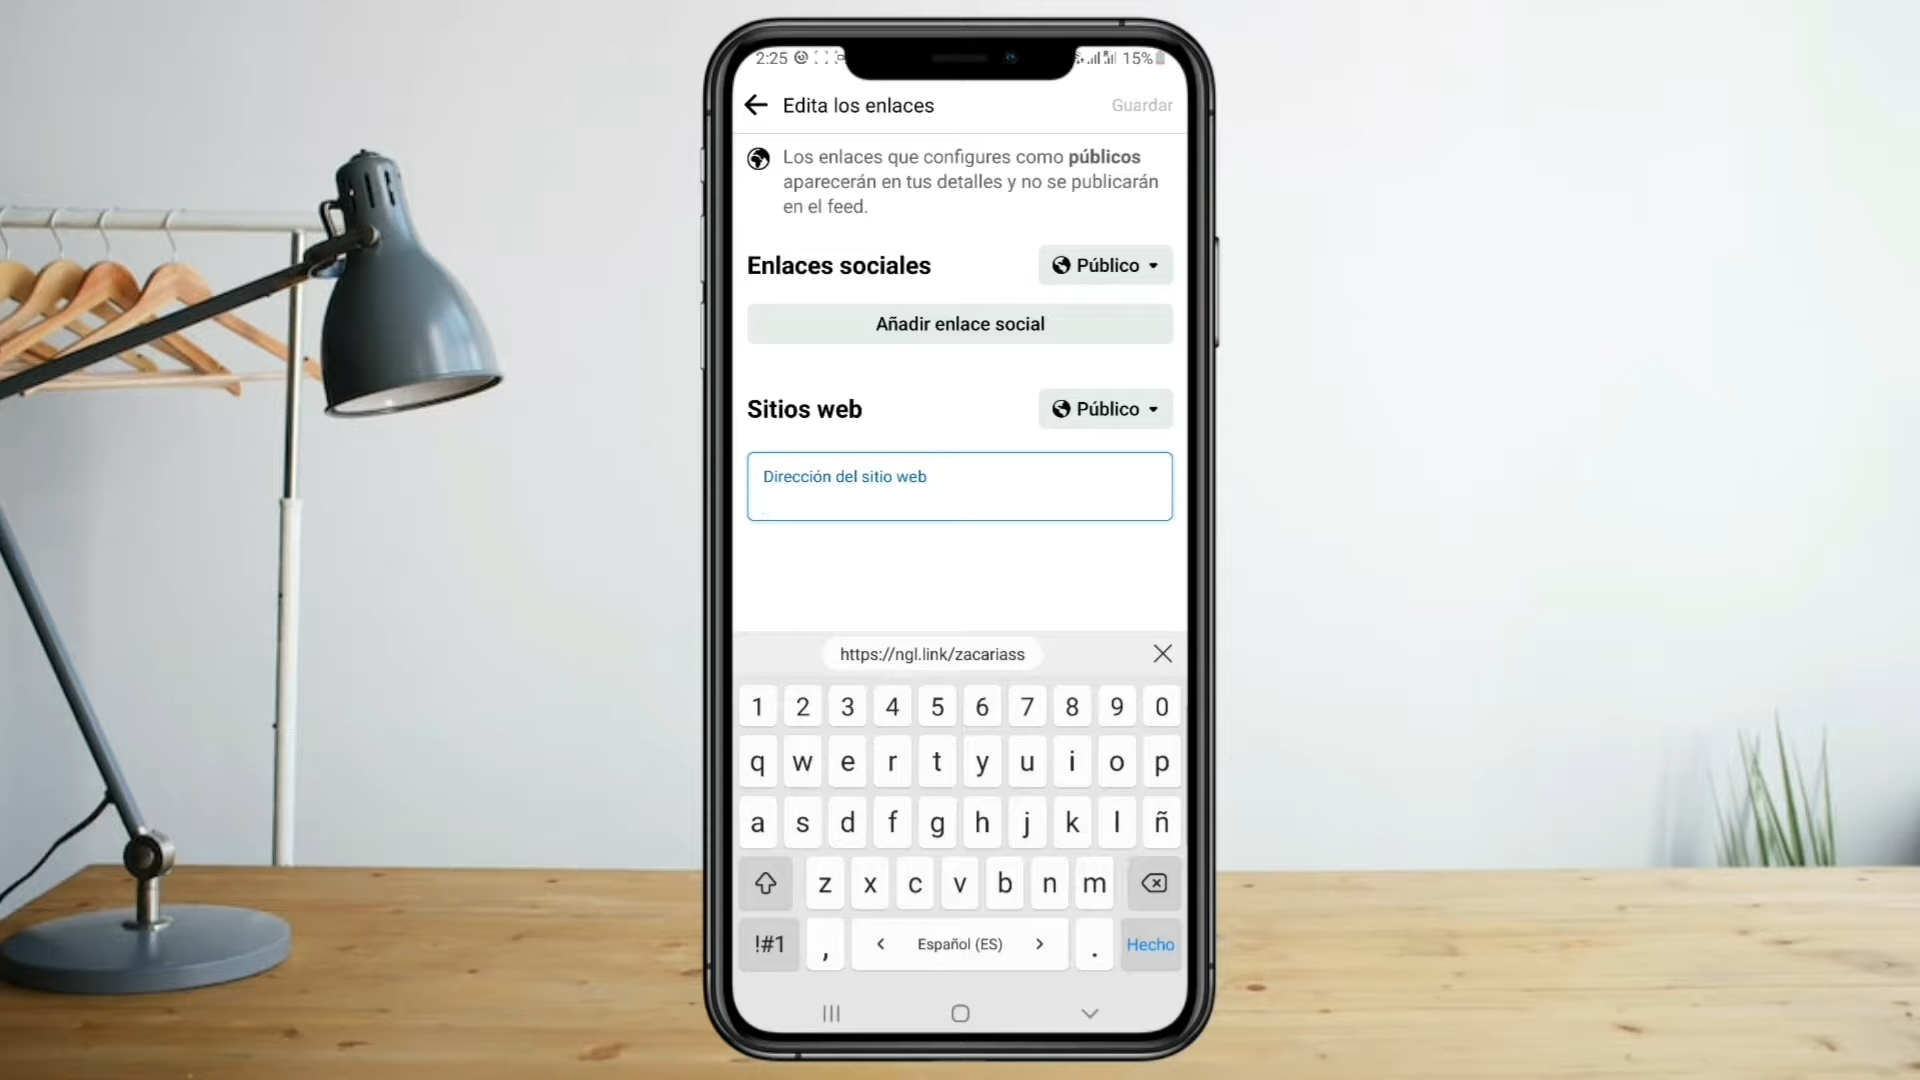 2:25 15%
Edita los enlaces Guardar
Los enlaces que configures como públicos
aparecerán en tus detalles y no se publicarán
en el feed.
Enlaces sociales Público
Añadir enlace social
Sitios web Público
Dirección del sitio web
https://ngl.link/zacariass
1 2 3 4 5 6 7 8 9 0
q w e r t y u i o p
a s d f g h j k l ñ
z x c v b n m
!#1 , < Español (ES) > . Hecho